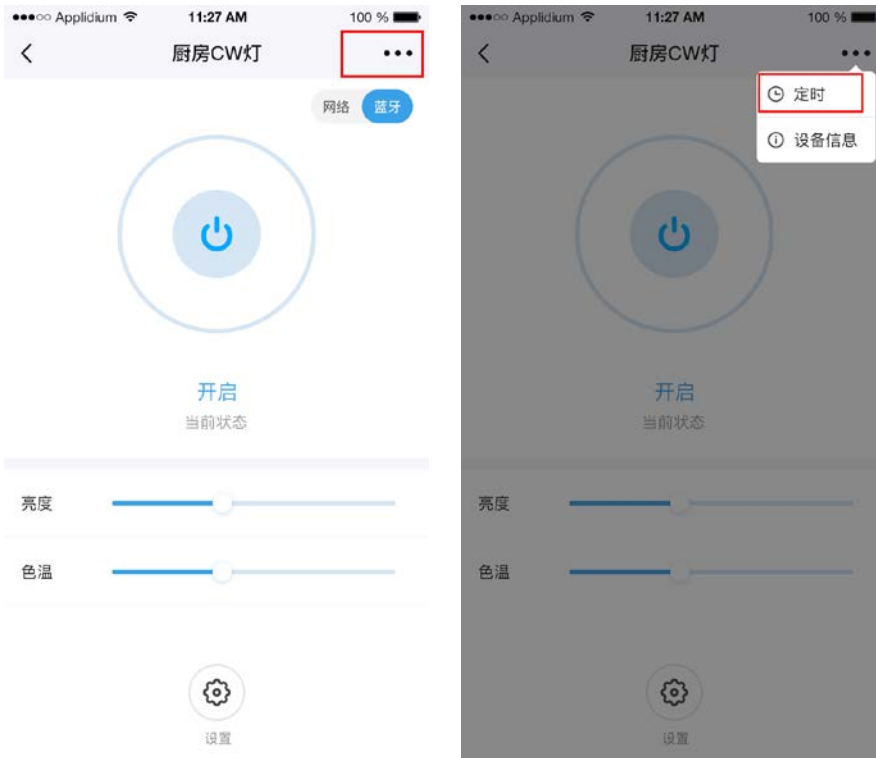 Applidium 11:27 AM 100 %
厨房CW灯
网络 蓝牙
开启
当前状态
亮度
色温
设置
Applidium 11:27 AM 100 %
厨房CW灯
定时
设备信息
开启
当前状态
亮度
色温
设置